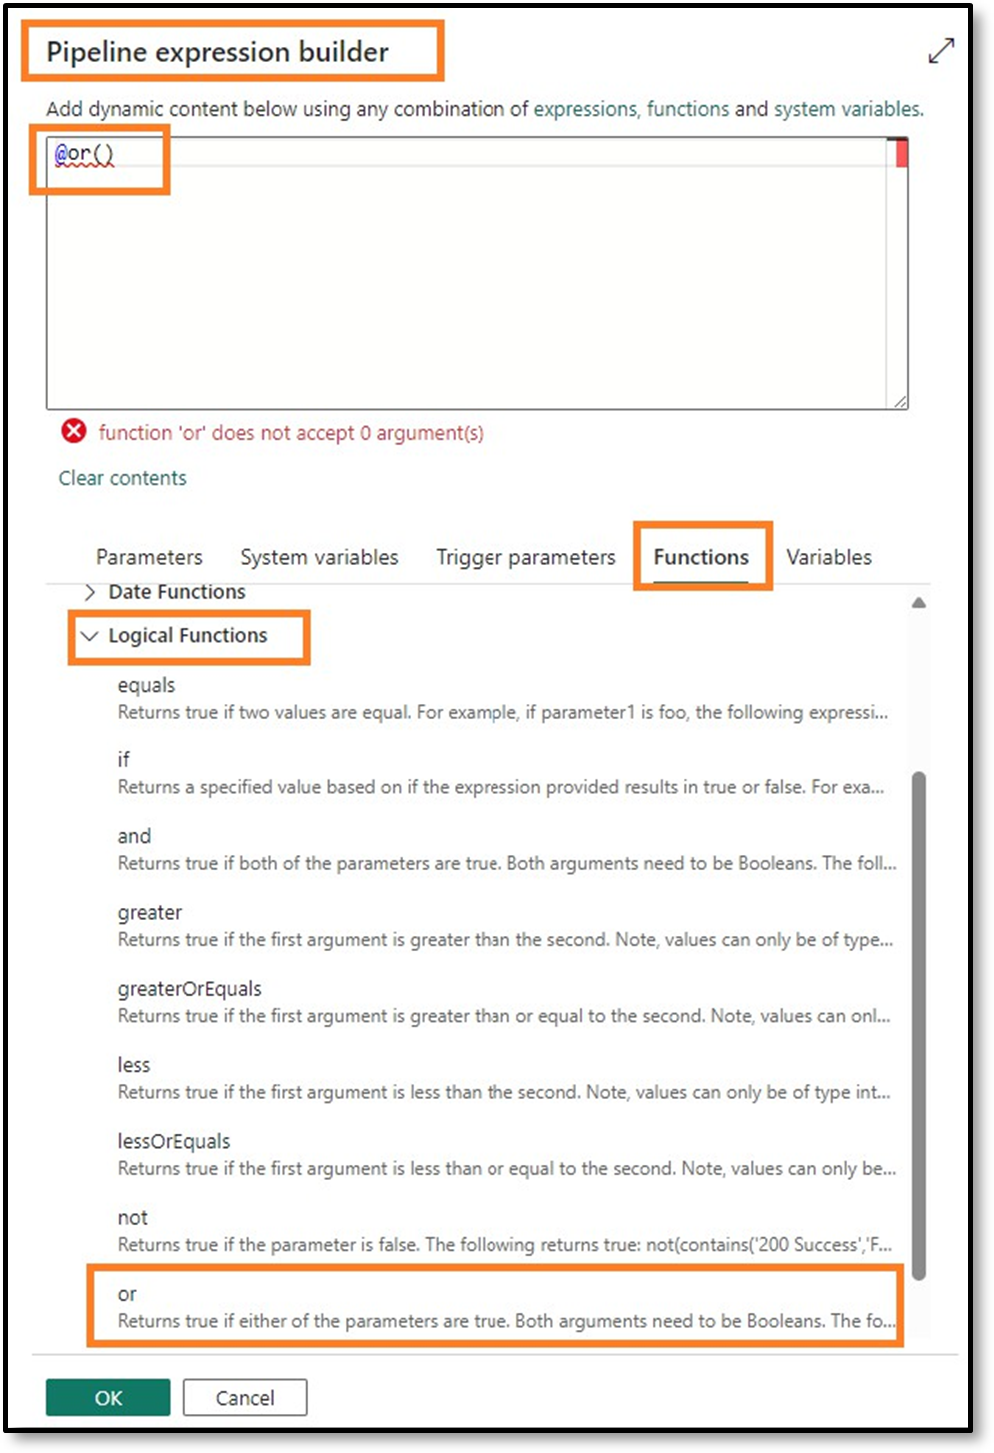 Pipeline expression builder
Add dynamic content below using any combination of expressions, functions and system variables.
@or()
function 'or' does not accept 0 argument(s)
Clear contents
Parameters System variables Trigger parameters Functions Variables
Date Functions
Logical Functions
equals
Returns true if two values are equal. For example, if parameter1 is foo, the following expressi...
if
Returns a specified value based on if the expression provided results in true or false. For exa...
and
Returns true if both of the parameters are true. Both arguments need to be Booleans. The foll...
greater
Returns true if the first argument is greater than the second. Note, values can only be of type...
greaterOrEquals
Returns true if the first argument is greater than or equal to the second. Note, values can onl...
less
Returns true if the first argument is less than the second. Note, values can only be of type int...
lessOrEquals
Returns true if the first argument is less than or equal to the second. Note, values can only be...
not
Returns true if the parameter is false. The following returns true: not(contains('200 Success','F...
or
Returns true if either of the parameters are true. Both arguments need to be Booleans. The fo...
OK Cancel